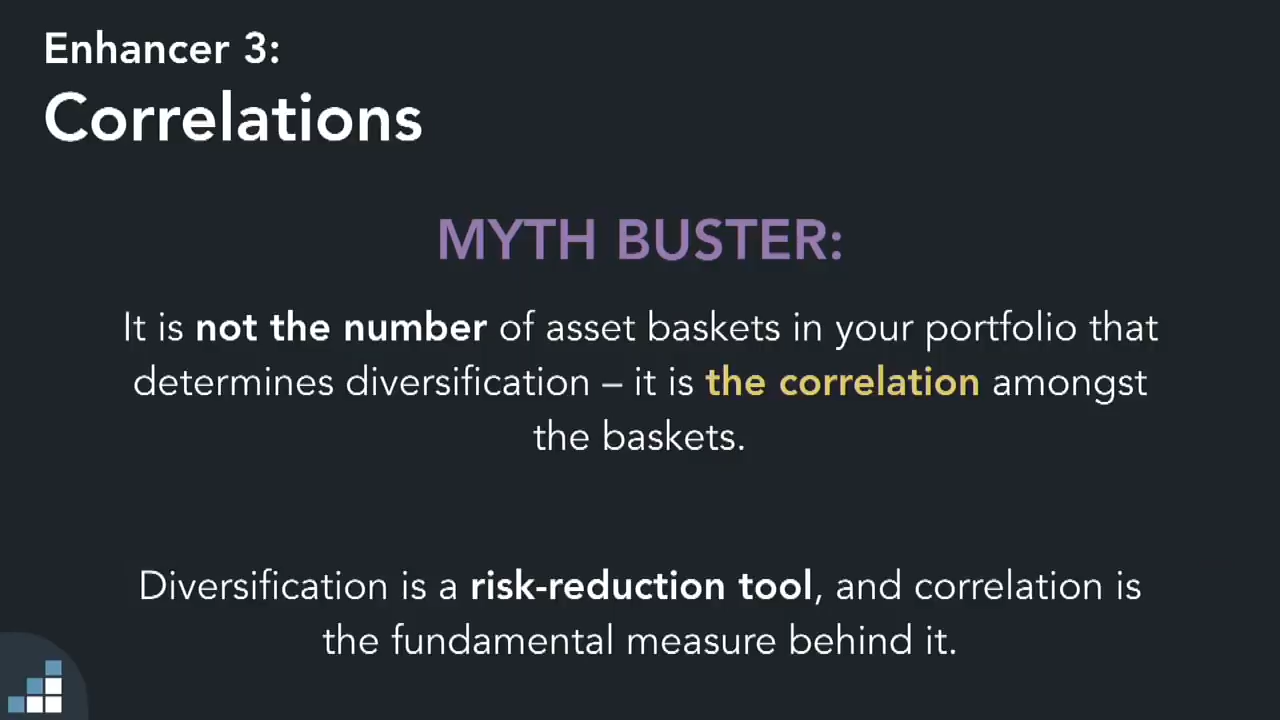 Enhancer 3:
Correlations
MYTH BUSTER:
It is not the number of asset baskets in your portfolio that
determines diversification – it is the correlation amongst
the baskets.
Diversification is a risk-reduction tool, and correlation is
the fundamental measure behind it.